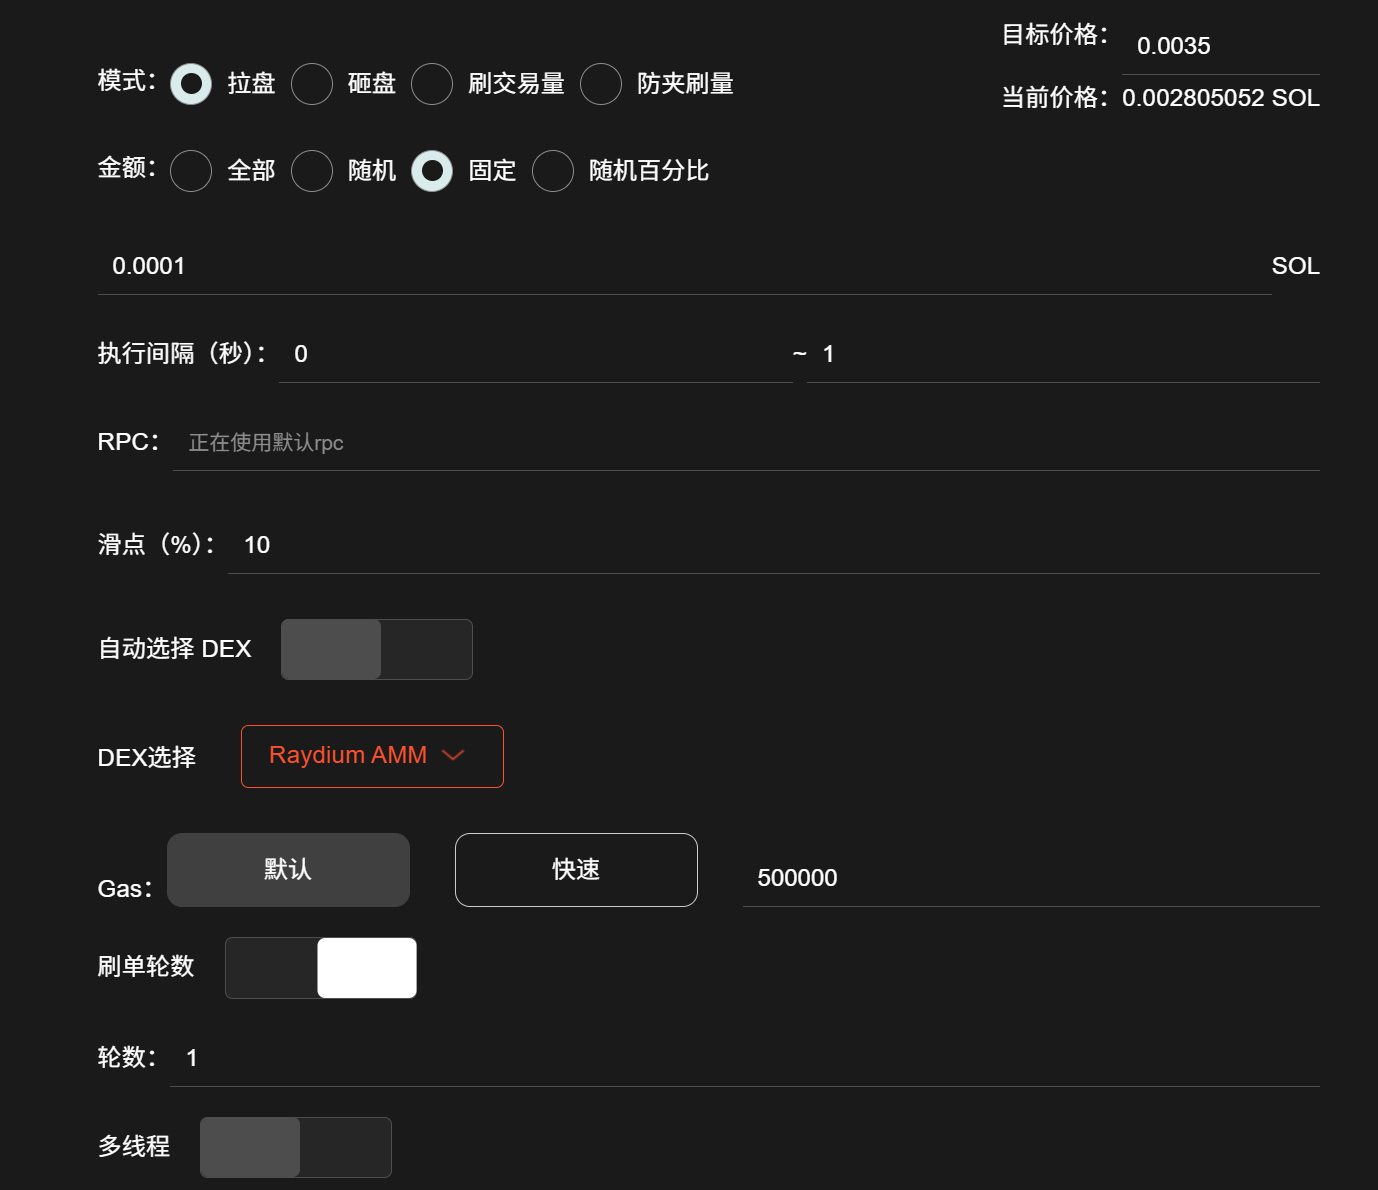 目标价格： 0.0035
模式： 拉盘 砸盘 刷交易量 防夹刷量
当前价格：0.002805052 SOL
金额： 全部 随机 固定 随机百分比
0.0001 SOL
执行间隔（秒）： 0 ~ 1
RPC： 正在使用默认rpc
滑点（%）： 10
自动选择 DEX
DEX选择 Raydium AMM
Gas： 默认 快速 500000
刷单轮数
轮数： 1
多线程